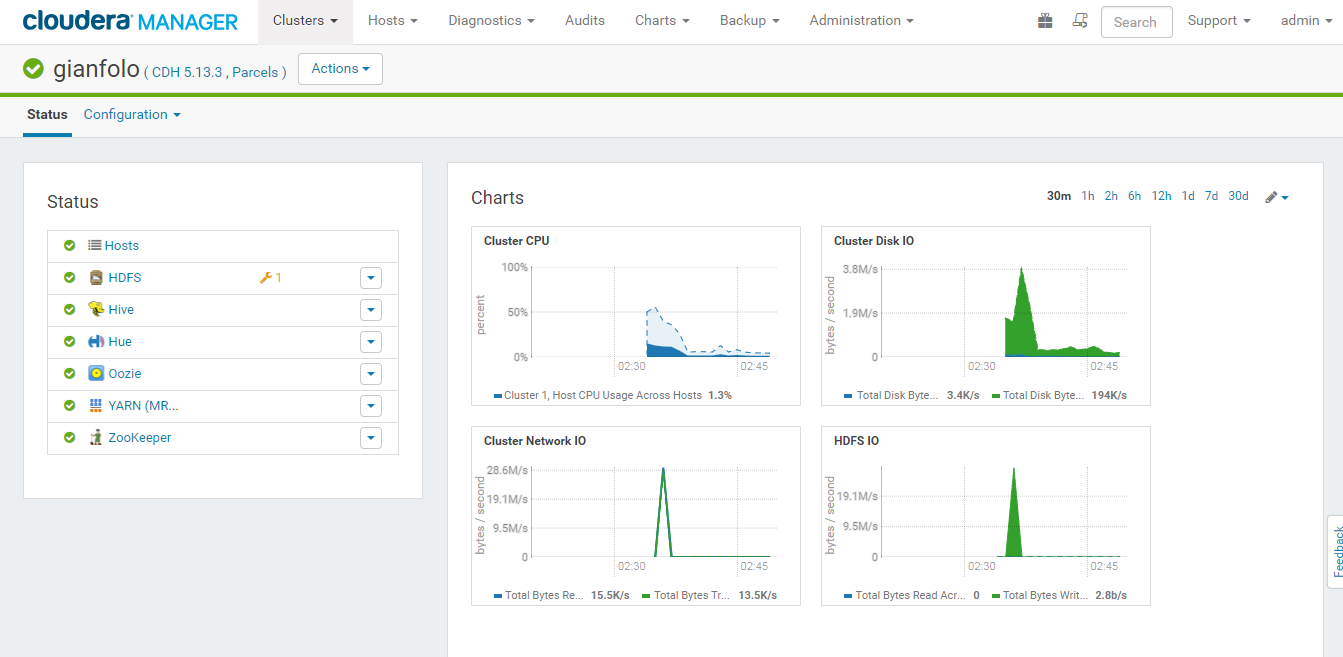 cloudera MANAGER Clusters Hosts Diagnostics Audits Charts Backup Administration Search Support admin
gianfolo ( CDH 5.13.3 , Parcels ) Actions
Status Configuration
Status
Hosts
HDFS 1
Hive
Hue
Oozie
YARN (MR...
ZooKeeper
Charts 30m 1h 2h 6h 12h 1d 7d 30d
Cluster CPU
percent
100%
50%
0%
02:30 02:45
Cluster 1, Host CPU Usage Across Hosts 1.3%
Cluster Disk IO
bytes / second
3.8M/s
1.9M/s
0
02:30 02:45
Total Disk Byte... 3.4K/s Total Disk Byte... 194K/s
Cluster Network IO
bytes / second
28.6M/s
19.1M/s
9.5M/s
0
02:30 02:45
Total Bytes Re... 15.5K/s Total Bytes Tr... 13.5K/s
HDFS IO
bytes / second
19.1M/s
9.5M/s
0
02:30 02:45
Total Bytes Read Acr... 0 Total Bytes Writ... 2.8b/s
Feedback